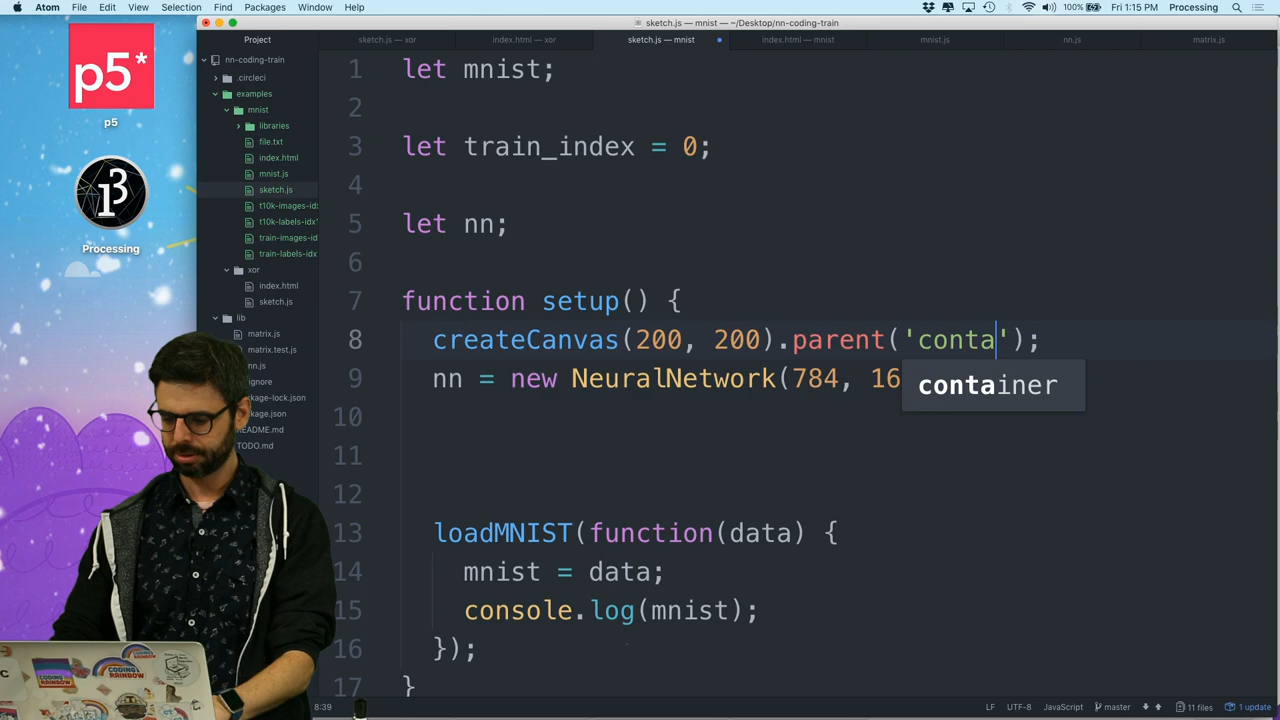 Atom File Edit View Selection Find Packages Window Help
100% Fri 1:15 PM Processing
sketch.js — mnist — ~/Desktop/nn-coding-train
Project
sketch.js — xor
index.html — xor
sketch.js — mnist
index.html — mnist
mnist.js
nn.js
matrix.js
p5*
p5
Processing
nn-coding-train
.circleci
examples
mnist
libraries
file.txt
index.html
mnist.js
sketch.js
t10k-images-idx
t10k-labels-idx1
train-images-id
train-labels-idx
xor
index.html
sketch.js
lib
matrix.js
matrix.test.js
nn.js
ignore
ckage-lock.json
ckage.json
README.md
TODO.md
1 let mnist;
2
3 let train_index = 0;
4
5 let nn;
6
7 function setup() {
8 createCanvas(200, 200).parent('conta');
9 nn = new NeuralNetwork(784, 16
container
10
11
12
13 loadMNIST(function(data) {
14 mnist = data;
15 console.log(mnist);
16 });
17 }
CODING RAINBOW
8:39
LF UTF-8 JavaScript master 11 files 1 update